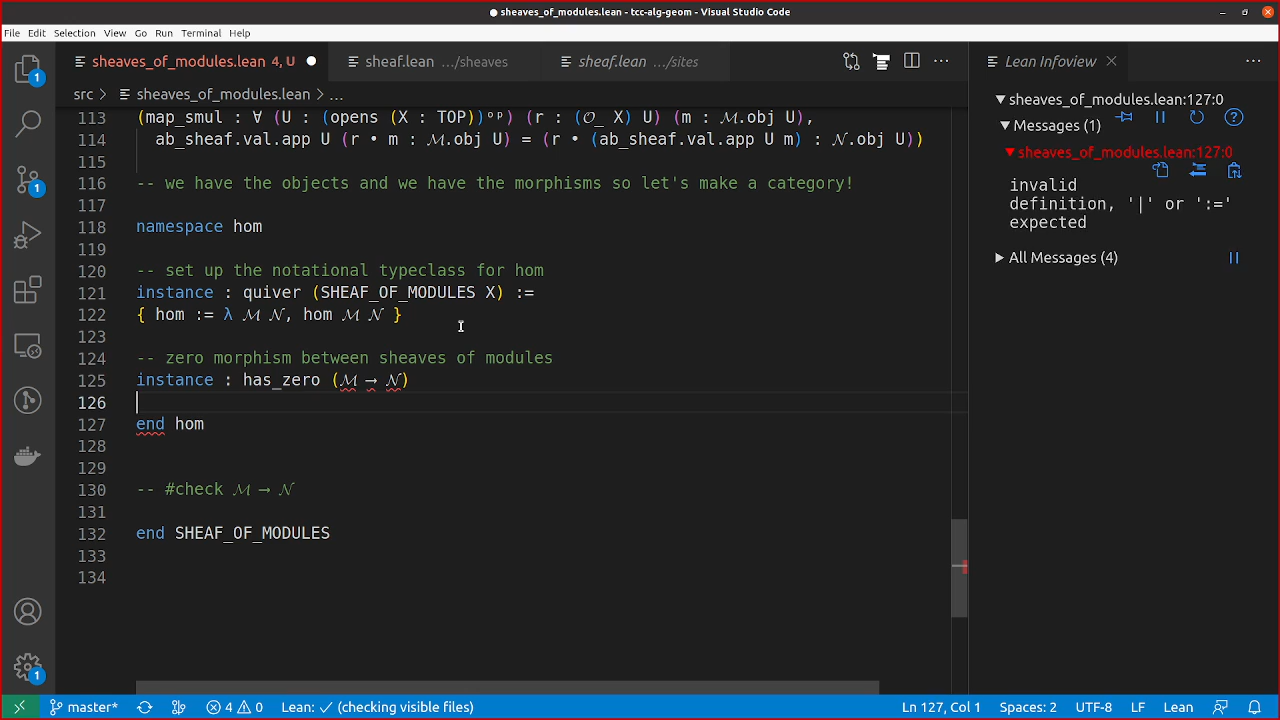 ● sheaves_of_modules.lean - tcc-alg-geom - Visual Studio Code
File Edit Selection View Go Run Terminal Help
sheaves_of_modules.lean 4, U ● sheaf.lean .../sheaves sheaf.lean .../sites Lean Infoview
src > sheaves_of_modules.lean > ...
113 (map_smul : ∀ (U : (opens (X : TOP))ᵒᵖ) (r : (𝒪_ X) U) (m : ℳ.obj U),
114 ab_sheaf.val.app U (r • m : ℳ.obj U) = (r • (ab_sheaf.val.app U m) : 𝒩.obj U))
115
116 -- we have the objects and we have the morphisms so let's make a category!
117
118 namespace hom
119
120 -- set up the notational typeclass for hom
121 instance : quiver (SHEAF_OF_MODULES X) :=
122 { hom := λ ℳ 𝒩, hom ℳ 𝒩 }
123
124 -- zero morphism between sheaves of modules
125 instance : has_zero (ℳ ⟶ 𝒩)
126
127 end hom
128
129
130 -- #check ℳ ⟶ 𝒩
131
132 end SHEAF_OF_MODULES
133
134
sheaves_of_modules.lean:127:0
Messages (1)
sheaves_of_modules.lean:127:0
invalid
definition, '|' or ':='
expected
All Messages (4)
1
1
1
1
master* 4 0 Lean: ✓ (checking visible files) Ln 127, Col 1 Spaces: 2 UTF-8 LF Lean